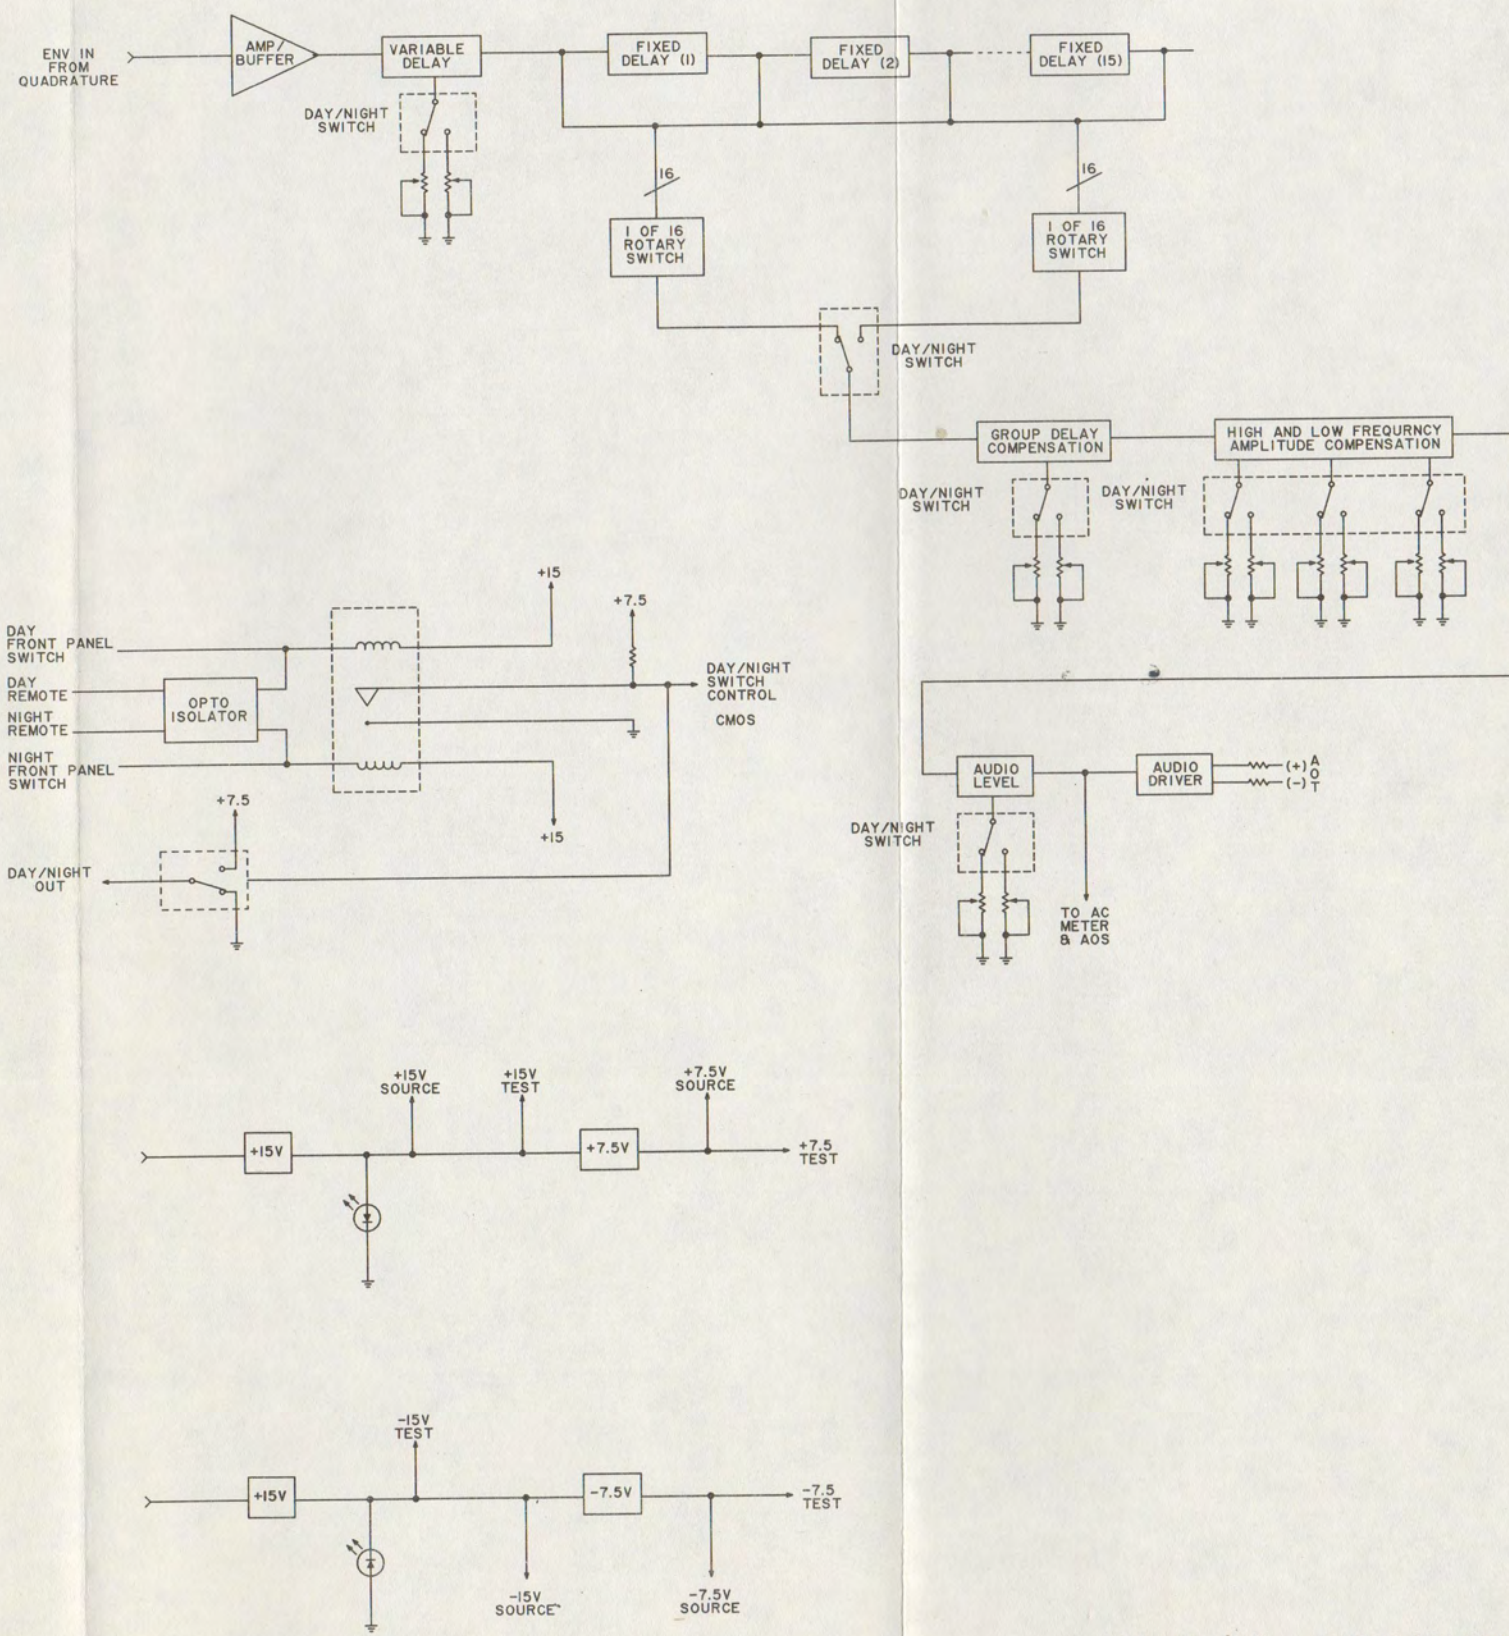 ENV IN
FROM
QUADRATURE
AMP/
BUFFER
VARIABLE
DELAY
FIXED
DELAY (1)
FIXED
DELAY (2)
FIXED
DELAY (15)
DAY/NIGHT
SWITCH
16
16
1 OF 16
ROTARY
SWITCH
1 OF 16
ROTARY
SWITCH
DAY/NIGHT
SWITCH
GROUP DELAY
COMPENSATION
HIGH AND LOW FREQURNCY
AMPLITUDE COMPENSATION
DAY/NIGHT
SWITCH
DAY/NIGHT
SWITCH
+15
+7.5
DAY
FRONT PANEL
SWITCH
DAY
REMOTE
NIGHT
REMOTE
NIGHT
FRONT PANEL
SWITCH
OPTO
ISOLATOR
DAY/NIGHT
SWITCH
CONTROL
CMOS
+15
+7.5
DAY/NIGHT
OUT
AUDIO
LEVEL
AUDIO
DRIVER
(+)
(-)
A
O
T
DAY/NIGHT
SWITCH
TO AC
METER
& AOS
+15V
SOURCE
+15V
TEST
+7.5V
SOURCE
+15V
+7.5V
+7.5
TEST
-15V
TEST
+15V
-7.5V
-7.5
TEST
-15V
SOURCE
-7.5V
SOURCE